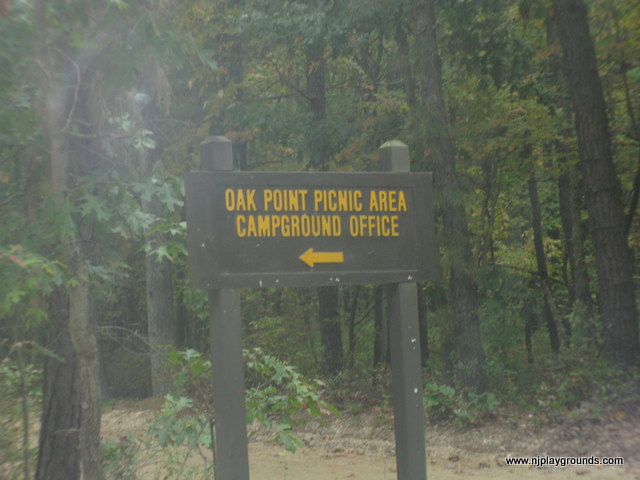 OAK POINT PICNIC AREA
CAMPGROUND OFFICE
www.njplaygrounds.com